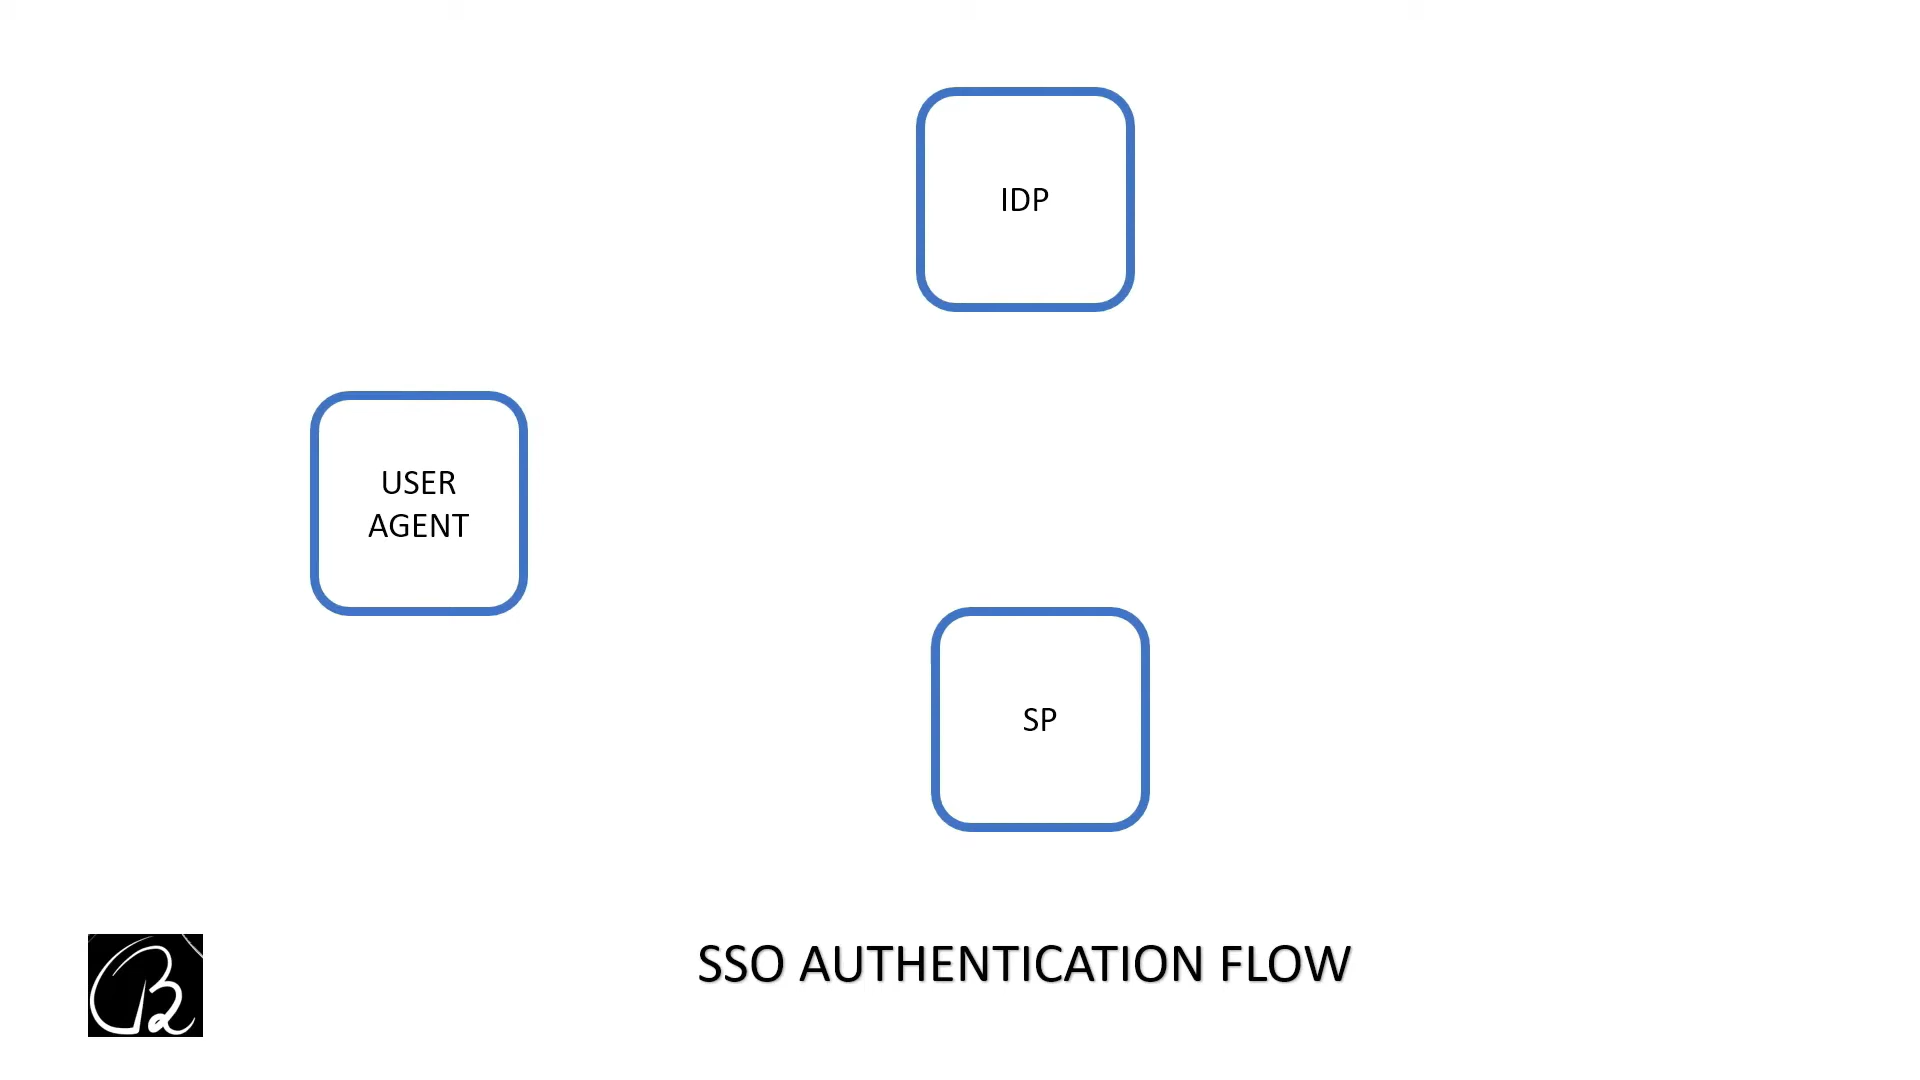 IDP
USER
AGENT
SP
SSO AUTHENTICATION FLOW